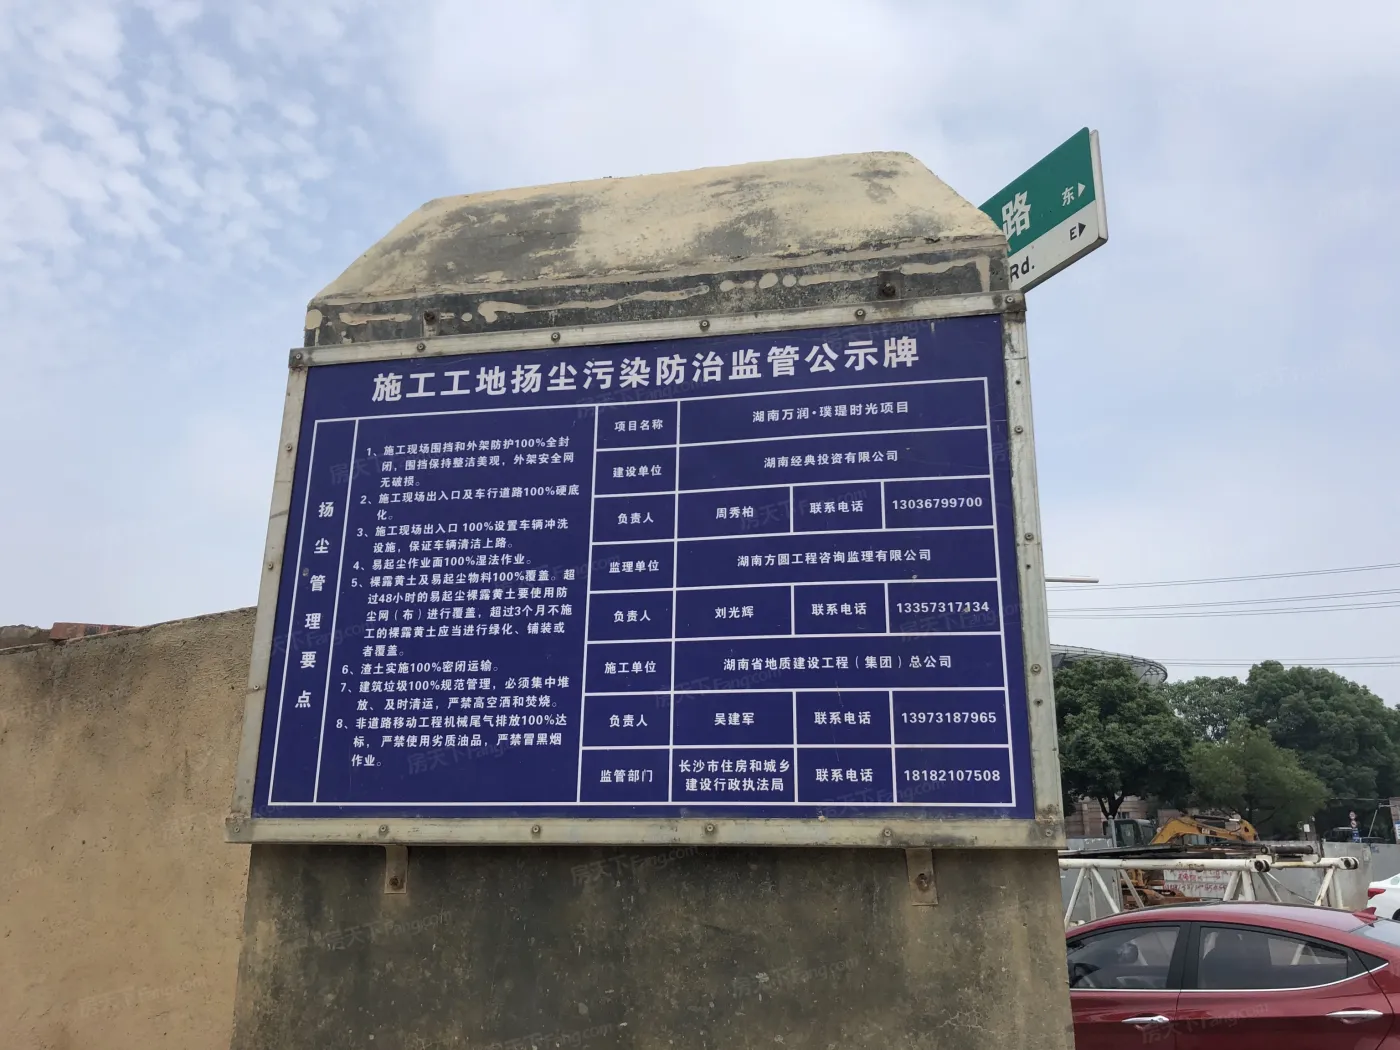 路 东
Rd. E
施工工地扬尘污染防治监管公示牌
扬尘管理要点
1、施工现场围挡和外架防护100%全封
闭，围挡保持整洁美观，外架安全网
无破损。
2、施工现场出入口及车行道路100%硬底
化。
3、施工现场出入口 100%设置车辆冲洗
设施，保证车辆清洁上路。
4、易起尘作业面100%湿法作业。
5、裸露黄土及易起尘物料100%覆盖。超
过48小时的易起尘裸露黄土要使用防
尘网（布）进行覆盖，超过3个月不施
工的裸露黄土应当进行绿化、铺装或
者覆盖。
6、渣土实施100%密闭运输。
7、建筑垃圾100%规范管理，必须集中堆
放、及时清运，严禁高空洒和焚烧。
8、非道路移动工程机械尾气排放100%达
标，严禁使用劣质油品，严禁冒黑烟
作业。
项目名称 湖南万润·璞瑅时光项目
建设单位 湖南经典投资有限公司
负责人 周秀柏 联系电话 13036799700
监理单位 湖南方圆工程咨询监理有限公司
负责人 刘光辉 联系电话 13357317134
施工单位 湖南省地质建设工程（集团）总公司
负责人 吴建军 联系电话 13973187965
监管部门 长沙市住房和城乡
建设行政执法局 联系电话 18182107508
房天下Fang.com